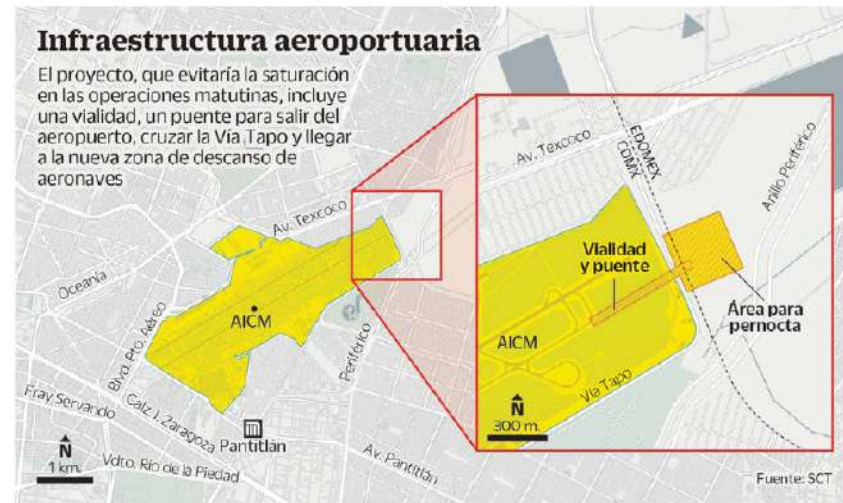 Infraestructura aeroportuaria
El proyecto, que evitaría la saturación
en las operaciones matutinas, incluye
una vialidad, un puente para salir del
aeropuerto, cruzar la Vía Tapo y llegar
a la nueva zona de descanso de
aeronaves
Av. Texcoco
Oceanía
AICM
Blvd. Pto. Aéreo
Periférico
Fray Servando
Calz I. Zaragoza
Pantitlán
Av. Pantitlán
Vdto. Río de la Piedad
N
1 km.
Av. Texcoco
EDOMEX
CDMX
Anillo Periférico
Vialidad
y puente
Área para
pernocta
AICM
Vía Tapo
N
300 m.
Fuente: SCT